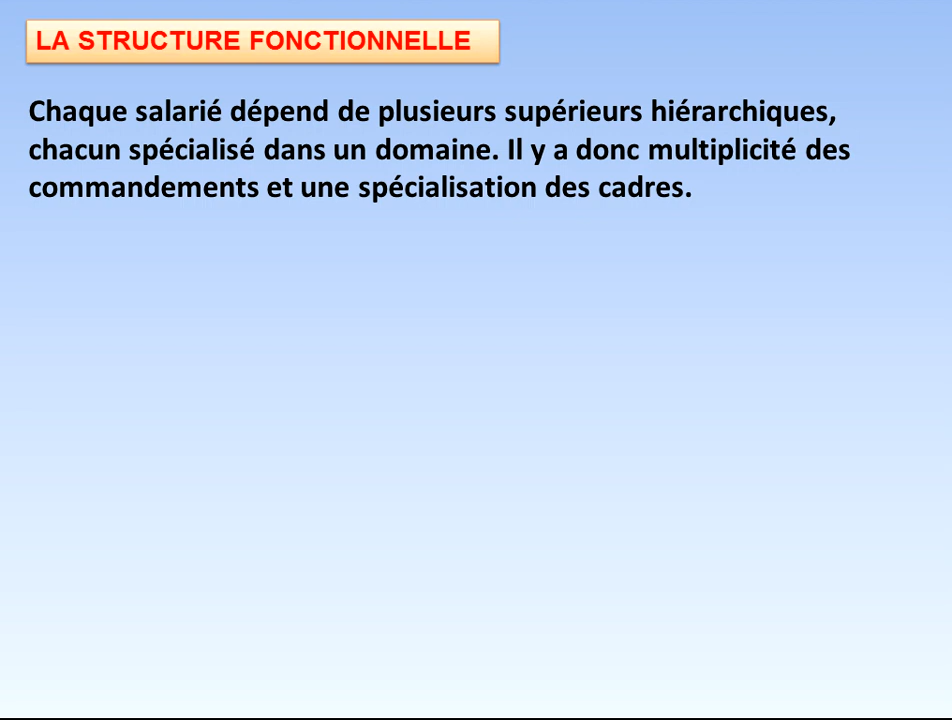 LA STRUCTURE FONCTIONNELLE
Chaque salarié dépend de plusieurs supérieurs hiérarchiques,
chacun spécialisé dans un domaine. Il y a donc multiplicité des
commandements et une spécialisation des cadres.